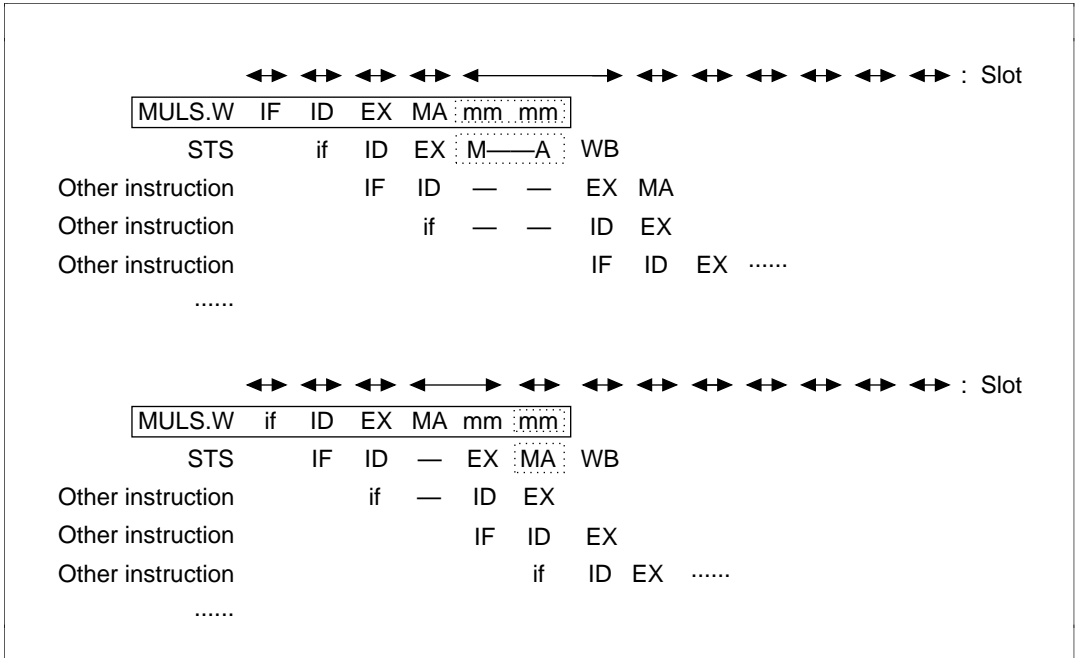 : Slot
MULS.W IF ID EX MA mm mm
STS if ID EX M——A WB
Other instruction IF ID — — EX MA
Other instruction if — — ID EX
Other instruction IF ID EX ······
······
: Slot
MULS.W if ID EX MA mm mm
STS IF ID — EX MA WB
Other instruction if — ID EX
Other instruction IF ID EX
Other instruction if ID EX ······
······